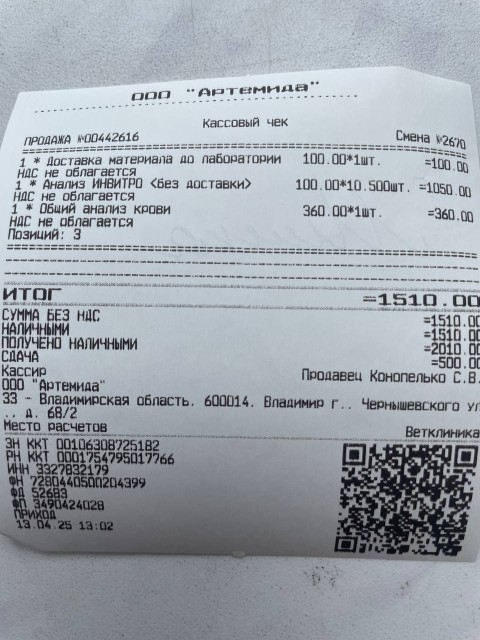 ООО "Артемида"
Кассовый чек
ПРОДАЖА №00442616 Смена №2670
1 * Доставка материала до лаборатории 100.00*1шт. =100.00
НДС не облагается
1 * Анализ ИНВИТРО <без доставки> 100.00*10.500шт. =1050.00
НДС не облагается
1 * Общий анализ крови 360.00*1шт. =360.00
НДС не облагается
Позиций: 3
ИТОГ =1510.00
СУММА БЕЗ НДС =1510.00
НАЛИЧНЫМИ =1510.00
ПОЛУЧЕНО НАЛИЧНЫМИ =2010.00
СДАЧА =500.00
Кассир Продавец Конопелько С.В.
ООО "Артемида"
33 - Владимирская область, 600014, Владимир г., Чернышевского ул
., д. 68/2
Место расчетов Ветклиника
ЗН ККТ 00106308725182
РН ККТ 0001754795017766
ИНН 3327832179
ФН 7280440500204399
ФД 52683
ФП 3490424028
ПРИХОД
13.04.25 13:02